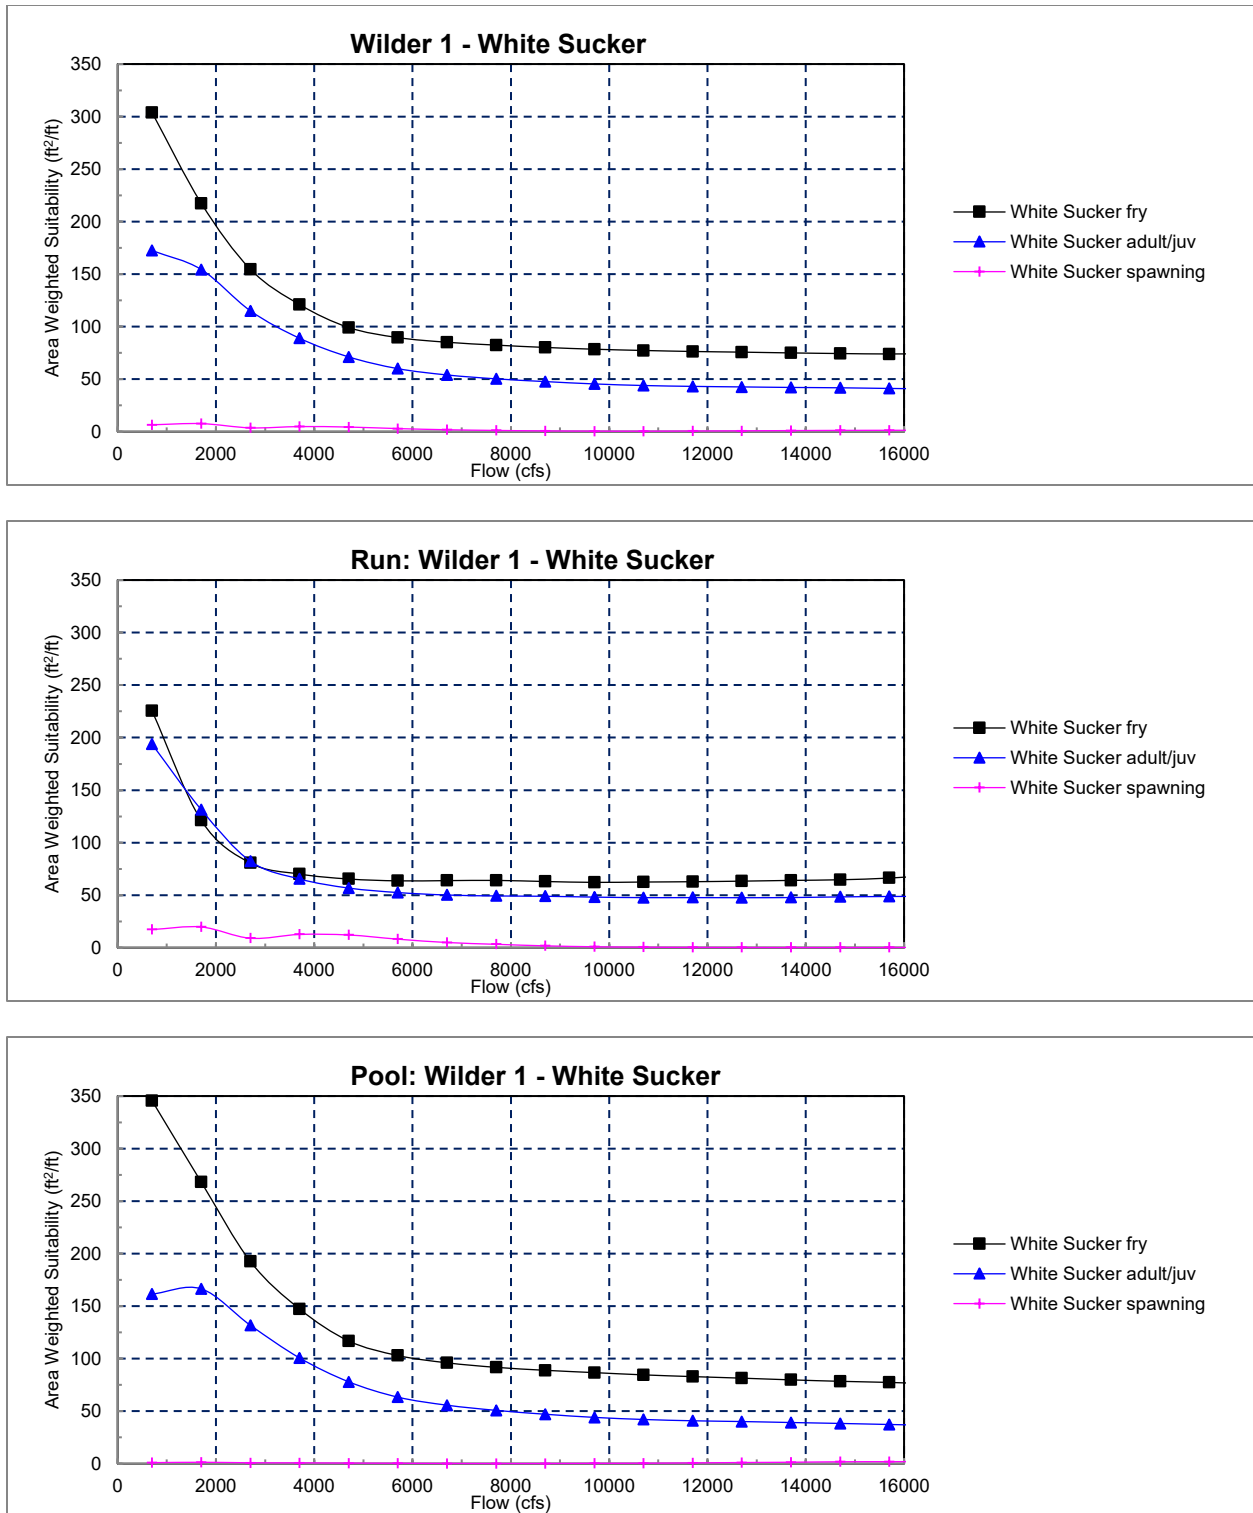 Wilder 1 - White Sucker
350
300
250
200
150
100
50
0
Area Weighted Suitability (ft²/ft)
0 2000 4000 6000 8000 10000 12000 14000 16000
Flow (cfs)
White Sucker fry
White Sucker adult/juv
White Sucker spawning
Run: Wilder 1 - White Sucker
350
300
250
200
150
100
50
0
Area Weighted Suitability (ft²/ft)
0 2000 4000 6000 8000 10000 12000 14000 16000
Flow (cfs)
White Sucker fry
White Sucker adult/juv
White Sucker spawning
Pool: Wilder 1 - White Sucker
350
300
250
200
150
100
50
0
Area Weighted Suitability (ft²/ft)
0 2000 4000 6000 8000 10000 12000 14000 16000
Flow (cfs)
White Sucker fry
White Sucker adult/juv
White Sucker spawning